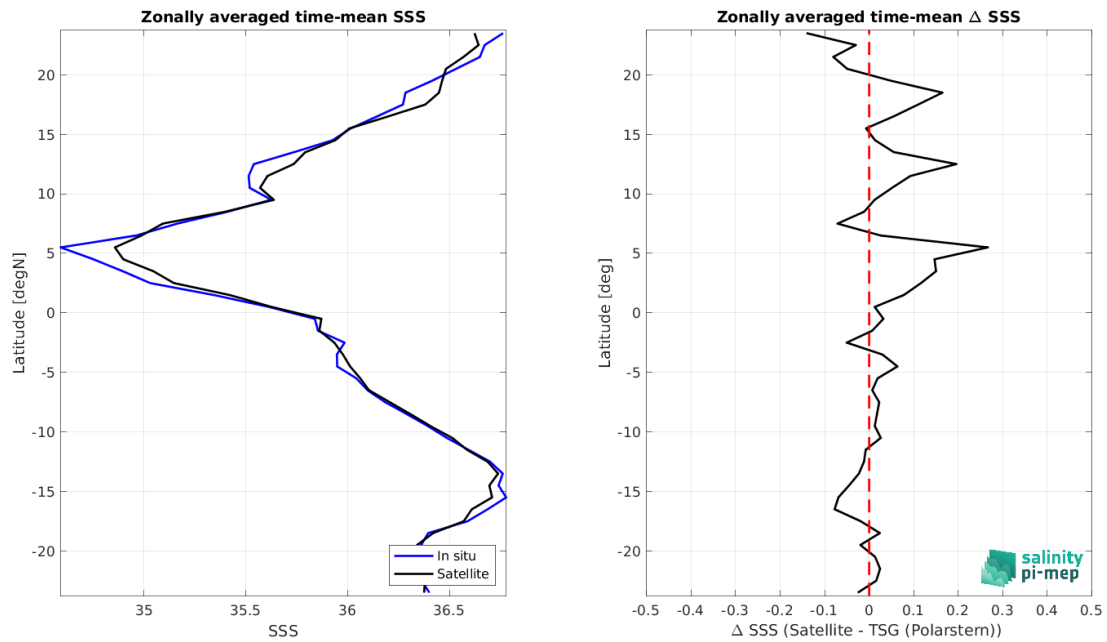 Zonally averaged time-mean SSS
Latitude [degN]
20
15
10
5
0
-5
-10
-15
-20
35
35.5
36
36.5
SSS
In situ
Satellite
Zonally averaged time-mean Δ SSS
Latitude [deg]
20
15
10
5
0
-5
-10
-15
-20
-0.5 -0.4 -0.3 -0.2 -0.1 0 0.1 0.2 0.3 0.4 0.5
Δ SSS (Satellite - TSG (Polarstern))
salinity
pi-mep